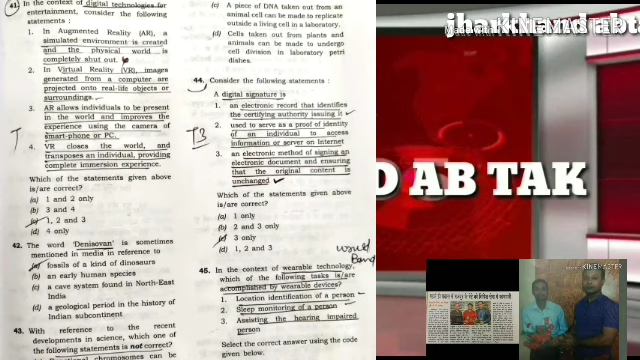 41. In the context of digital technologies for
entertainment, consider the following
statements :
1. In Augmented Reality (AR), a
simulated environment is created
and the physical world is
completely shut out.
2. In Virtual Reality (VR), images
generated from a computer are
projected onto real-life objects or
surroundings.
3. AR allows individuals to be present
in the world and improves the
experience using the camera of
smart-phone or PC.
4. VR closes the world, and
transposes an individual, providing
complete immersion experience.
Which of the statements given above
is/are correct?
(a) 1 and 2 only
(b) 3 and 4
(c) 1, 2 and 3
(d) 4 only
42. The word 'Denisovan' is sometimes
mentioned in media in reference to
(a) fossils of a kind of dinosaurs
(b) an early human species
(c) a cave system found in North-East
India
(d) a geological period in the history of
Indian subcontinent
43. With reference to the recent
developments in science, which one of
the following statements is not correct?
chromosomes can be
(c) A piece of DNA taken out from an
animal cell can be made to replicate
outside a living cell in a laboratory.
(d) Cells taken out from plants and
animals can be made to undergo
cell division in laboratory petri
dishes.
44. Consider the following statements :
A digital signature is
1. an electronic record that identifies
the certifying authority issuing it
2. used to serve as a proof of identity
of an individual to access
information or server on Internet
3. an electronic method of signing an
electronic document and ensuring
that the original content is
unchanged
Which of the statements given above
is/are correct?
(a) 1 only
(b) 2 and 3 only
(c) 3 only
(d) 1, 2 and 3
45. In the context of wearable technology,
which of the following tasks is/are
accomplished by wearable devices?
1. Location identification of a person
2. Sleep monitoring of a person
3. Assisting the hearing impaired
person
Select the correct answer using the code
given below.
T
T3
jharkhand abt
Made with KINEMASTER
D AB TAK
KINEMASTER